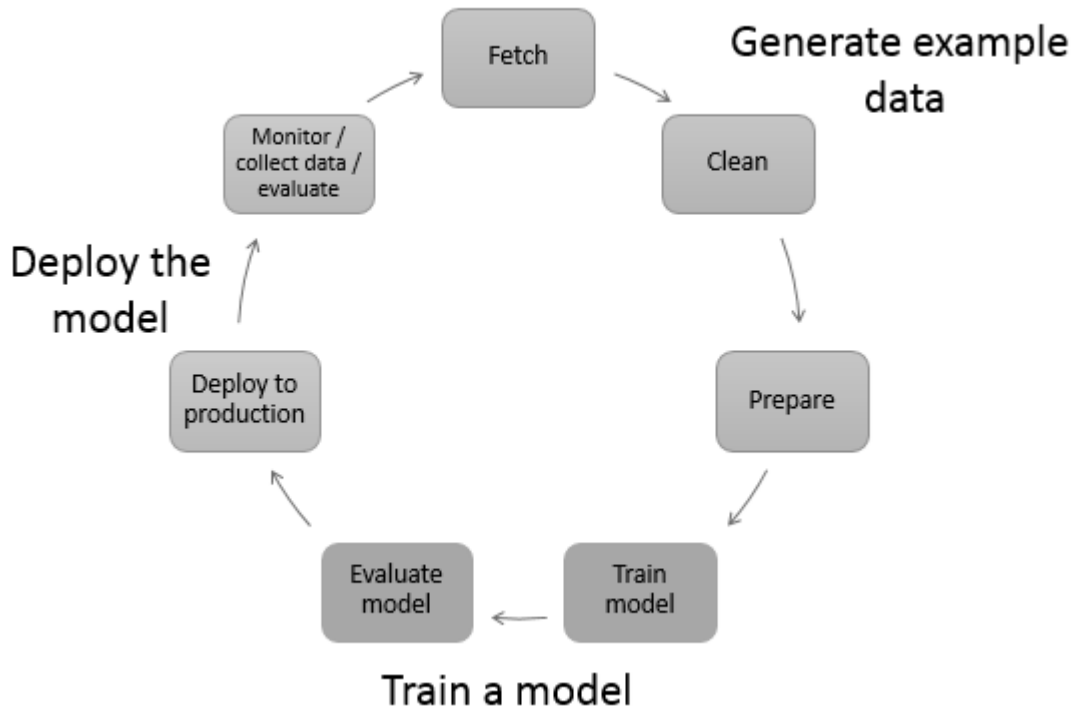 Fetch
Generate example
data
Clean
Prepare
Train
model
Train a model
Evaluate
model
Deploy to
production
Deploy the
model
Monitor /
collect data /
evaluate